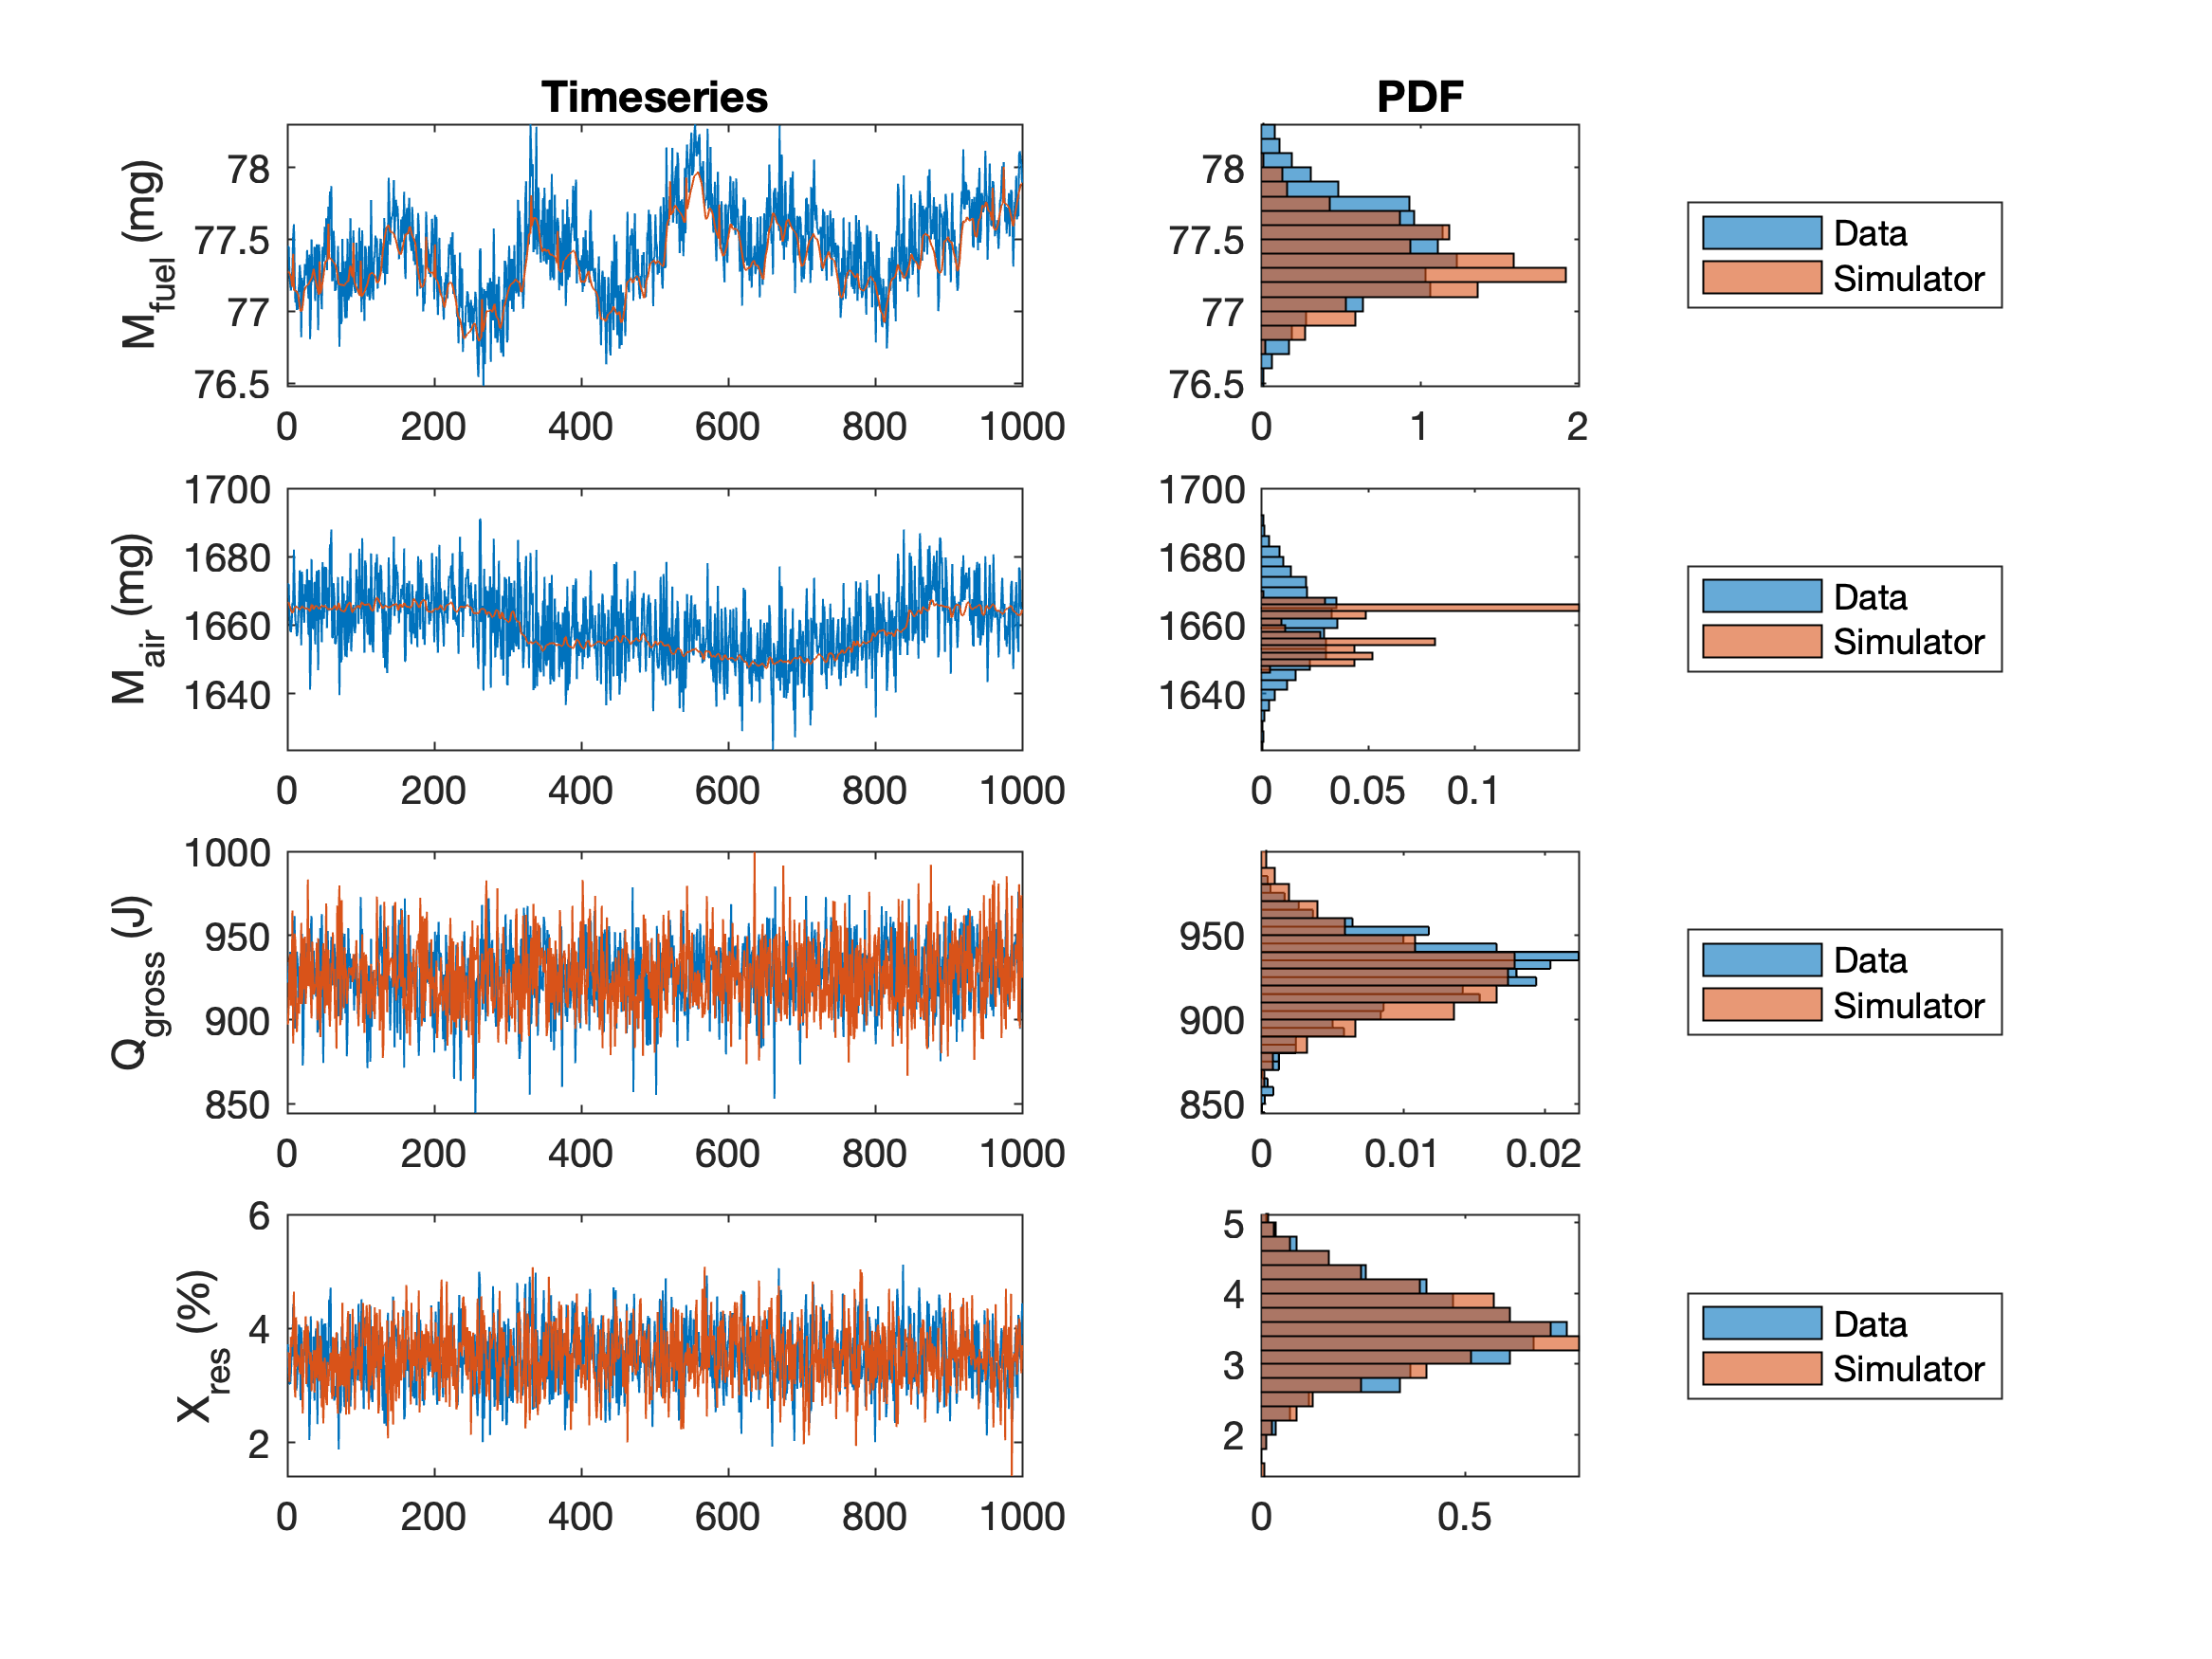 Timeseries PDF
M_fuel (mg)
78
77.5
77
76.5
0 200 400 600 800 1000
78
77.5
77
76.5
0 1 2
Data
Simulator
M_air (mg)
1700
1680
1660
1640
0 200 400 600 800 1000
1700
1680
1660
1640
0 0.05 0.1
Data
Simulator
Q_gross (J)
1000
950
900
850
0 200 400 600 800 1000
950
900
850
0 0.01 0.02
Data
Simulator
X_res (%)
6
4
2
0 200 400 600 800 1000
5
4
3
2
0 0.5
Data
Simulator